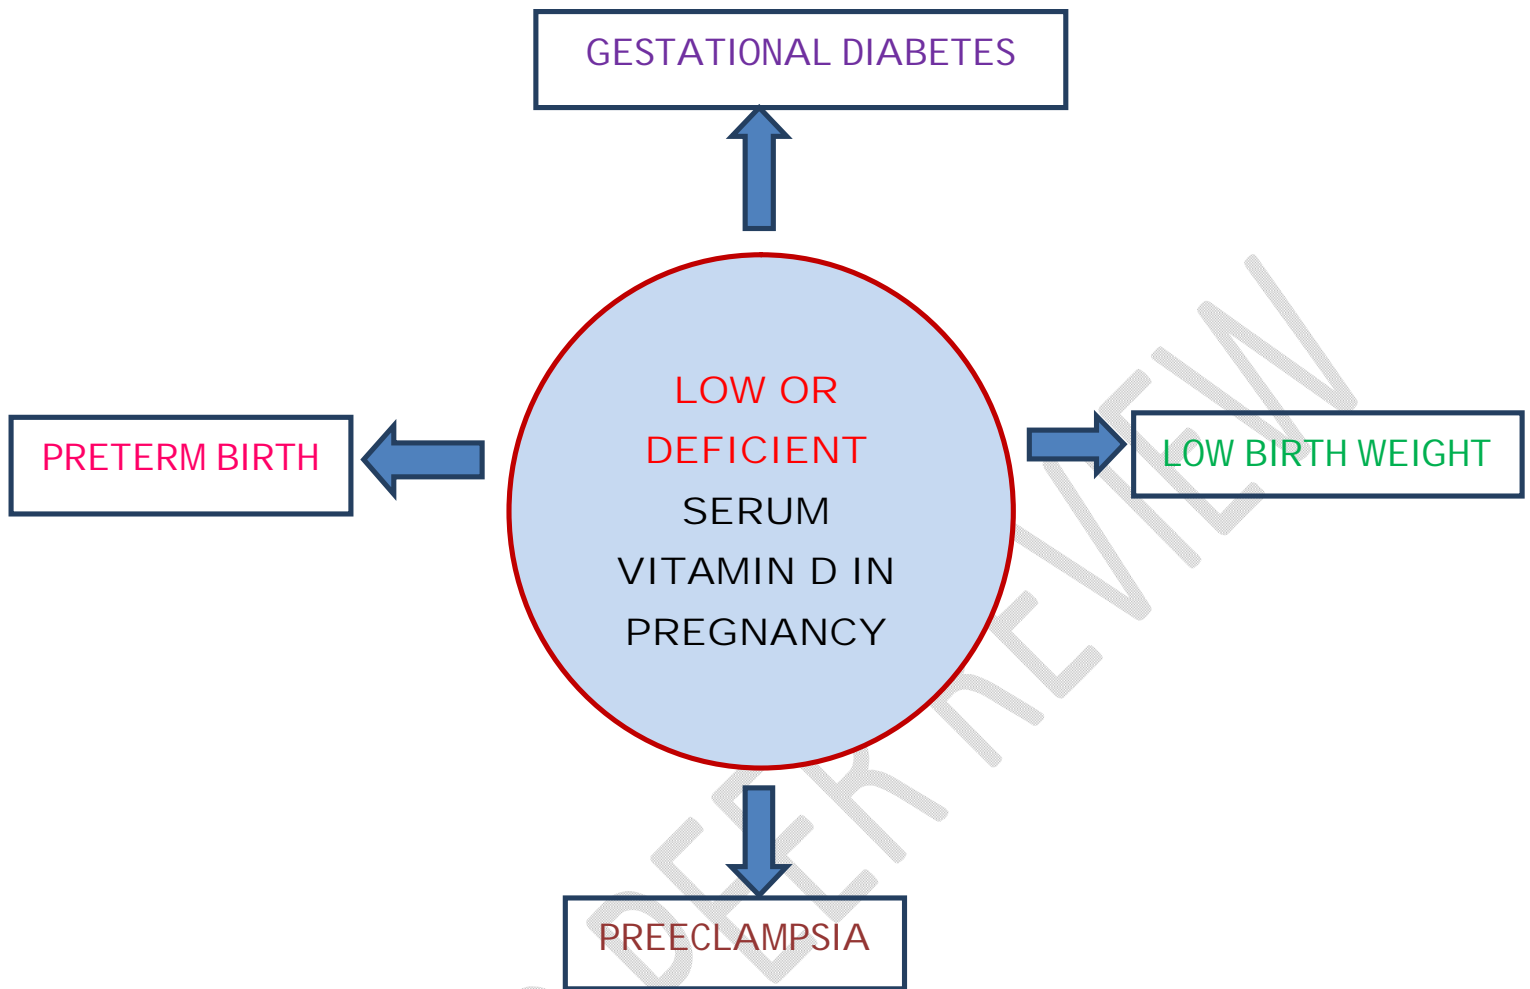 GESTATIONAL DIABETES
LOW OR
DEFICIENT
SERUM
VITAMIN D IN
PREGNANCY
PRETERM BIRTH
LOW BIRTH WEIGHT
PREECLAMPSIA
PEER REVIEW